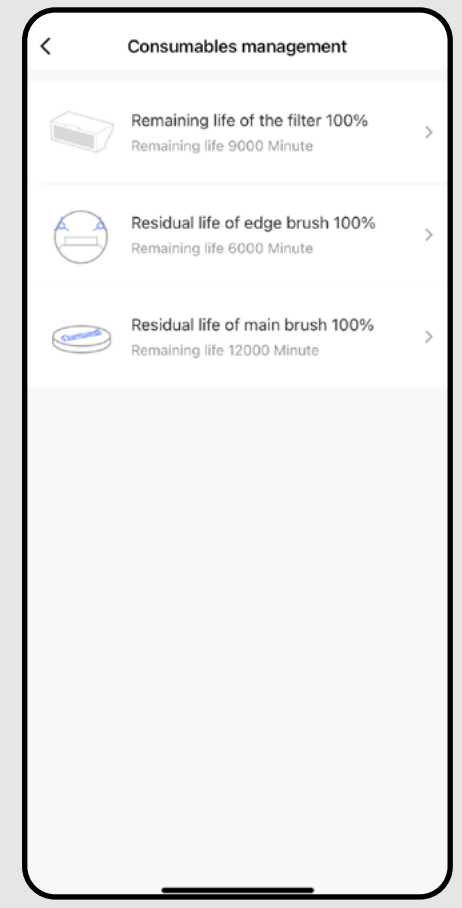 Consumables management
Remaining life of the filter 100%
Remaining life 9000 Minute
Residual life of edge brush 100%
Remaining life 6000 Minute
Residual life of main brush 100%
Remaining life 12000 Minute